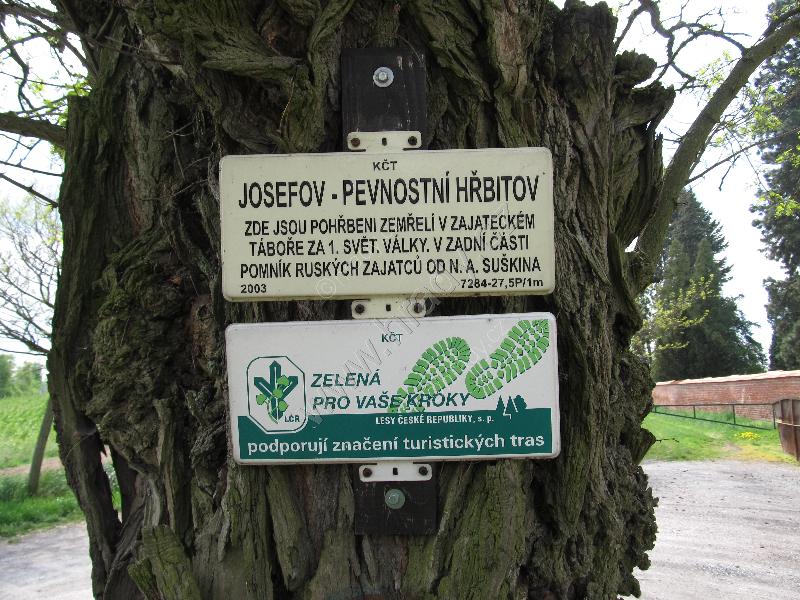 KČT
JOSEFOV - PEVNOSTNÍ HŘBITOV
ZDE JSOU POHŘBENI ZEMŘELÍ V ZAJATECKÉM
TÁBOŘE ZA 1. SVĚT. VÁLKY. V ZADNÍ ČÁSTI
POMNÍK RUSKÝCH ZAJATCŮ OD N. A. SUŠKINA
2003 7284-27,5P/1m
KČT
ZELENÁ
PRO VAŠE KROKY
LČR
LESY ČESKÉ REPUBLIKY, s. p.
podporují značení turistických tras